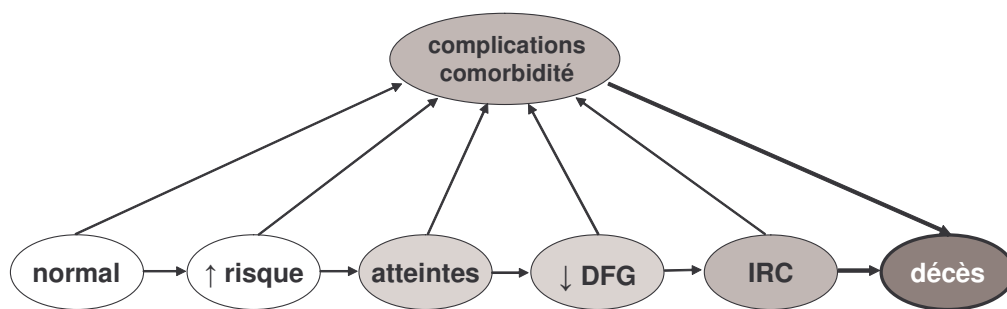 complications
comorbidité
normal
↑ risque
atteintes
↓ DFG
IRC
décès